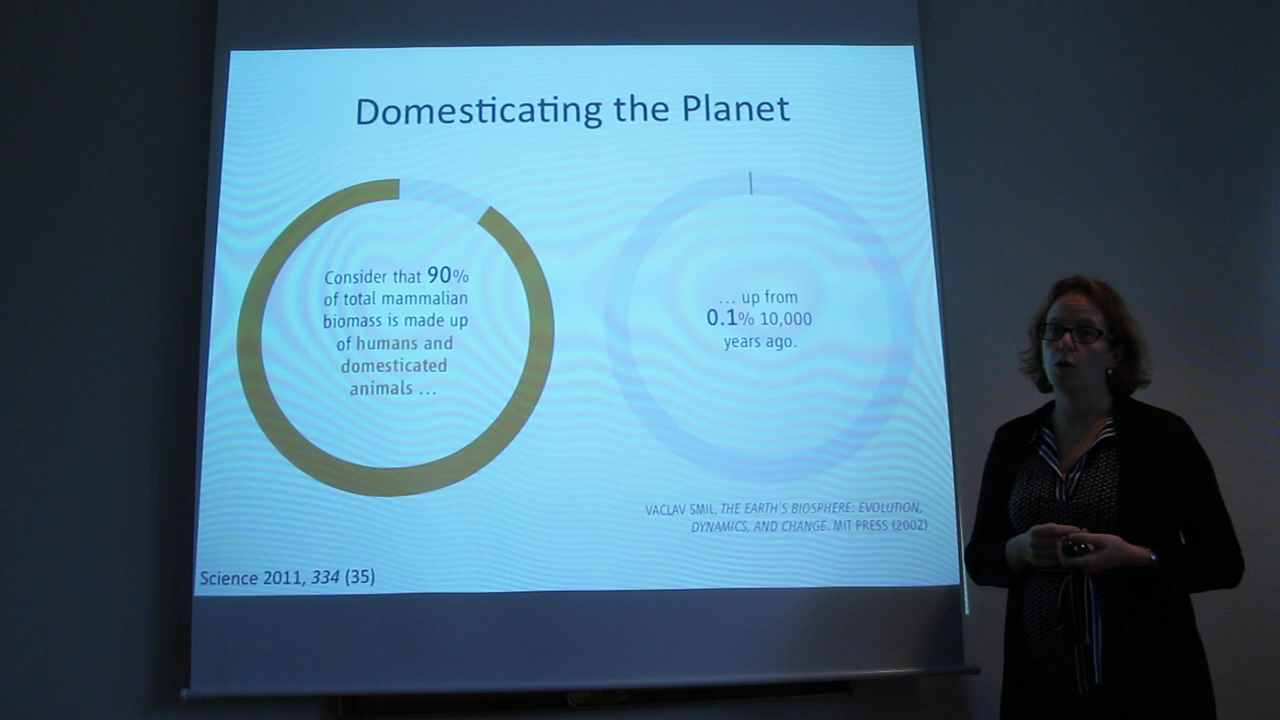 Domesticating the Planet
Consider that 90%
of total mammalian
biomass is made up
of humans and
domesticated
animals ...
... up from
0.1% 10,000
years ago.
VACLAV SMIL, THE EARTH'S BIOSPHERE: EVOLUTION,
DYNAMICS, AND CHANGE. MIT PRESS (2002)
Science 2011, 334 (35)